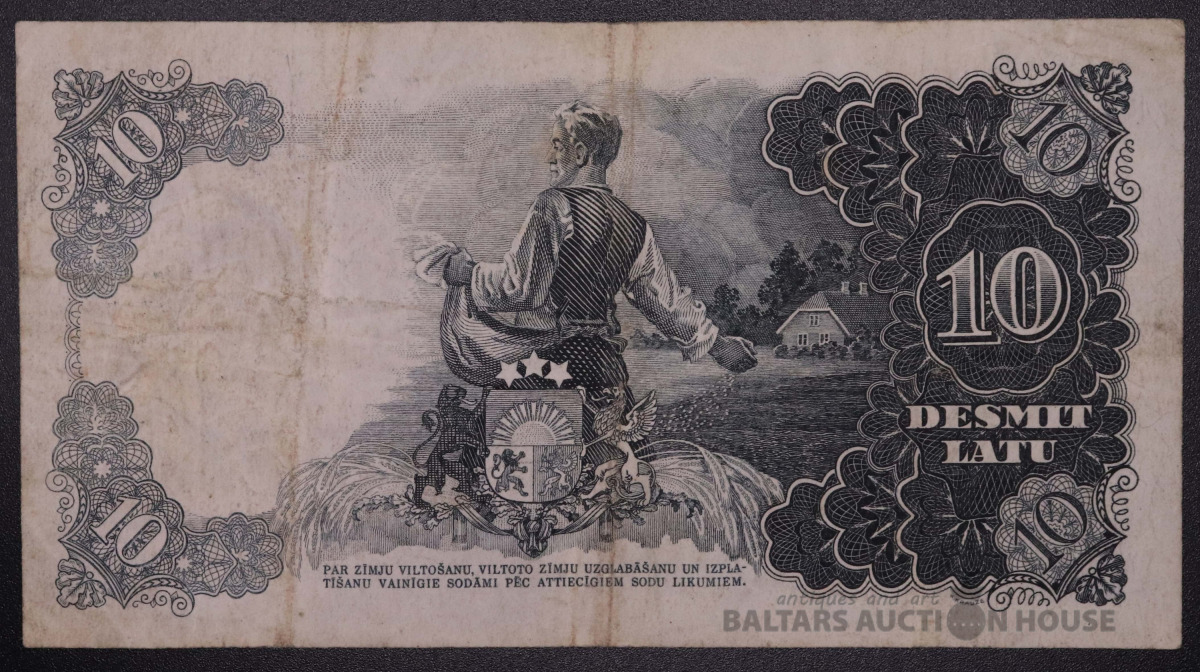 10
10
10
DESMIT
LATU
10
10
PAR ZĪMJU VILTOŠANU, VILTOTO ZĪMJU UZGLABĀŠANU UN IZPLA-
TĪŠANU VAINĪGIE SODĀMI PĒC ATTIECĪGIEM SODU LIKUMIEM.
antiques and art
BALTARS AUCTION HOUSE